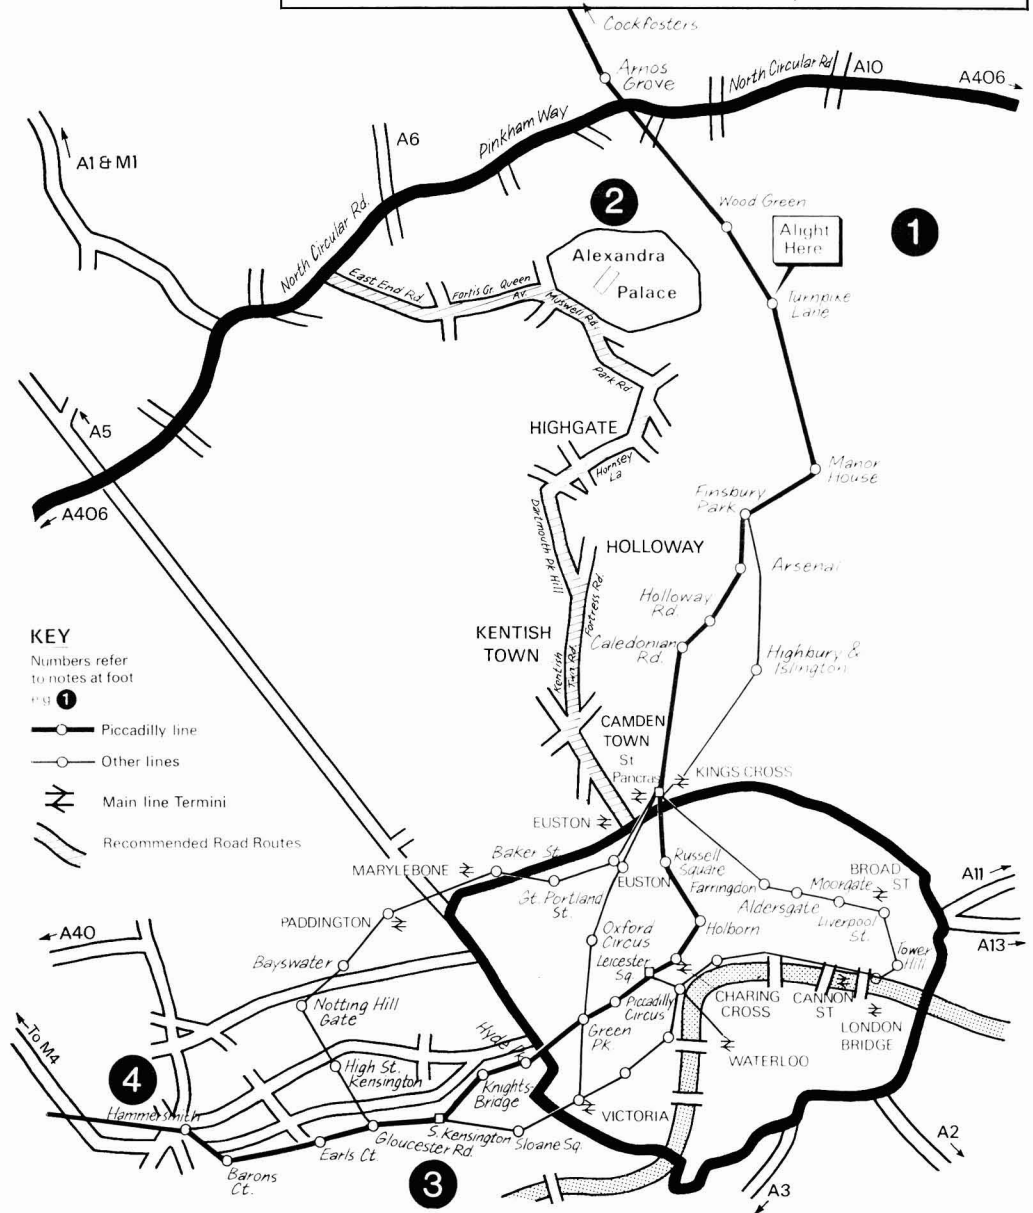 Cockfosters
Arnos
Grove
North Circular Rd
A10
A406
A1 & M1
A6
Pinkham Way
North Circular Rd.
2
Wood Green
1
Alight
Here
Alexandra
Palace
East End Rd
Fortis Gr.
Queen
Av.
Muswell Rd.
Turnpike
Lane
Park Rd
A5
HIGHGATE
Hornsey
La
Manor
House
A406
Finsbury
Park
Dartmouth Pk Hill
HOLLOWAY
Arsenal
Fortress Rd.
Holloway
Rd.
KEY
Numbers refer
to notes at foot
e.g. 1
KENTISH
TOWN
Kentish
Twn Rd.
Caledonian
Rd.
Highbury &
Islington
Piccadilly line
Other lines
Main line Termini
Recommended Road Routes
CAMDEN
TOWN
St
Pancras
KINGS CROSS
EUSTON
MARYLEBONE
Baker St.
Gt. Portland
St.
EUSTON
Russell
Square
Farringdon
Aldersgate
Moorgate
BROAD
ST
Liverpool
St.
A11
A13
PADDINGTON
Oxford
Circus
Holborn
Leicester
Sq.
Tower
Hill
A40
Bayswater
Notting Hill
Gate
Piccadilly
Circus
CHARING
CROSS
CANNON
ST
LONDON
BRIDGE
Hyde Pk
Green
Pk.
WATERLOO
To M4
4
High St.
Kensington
Knights-
Bridge
VICTORIA
Hammersmith
Barons
Ct.
Earls Ct.
Gloucester Rd.
S. Kensington
Sloane Sq.
3
A3
A2